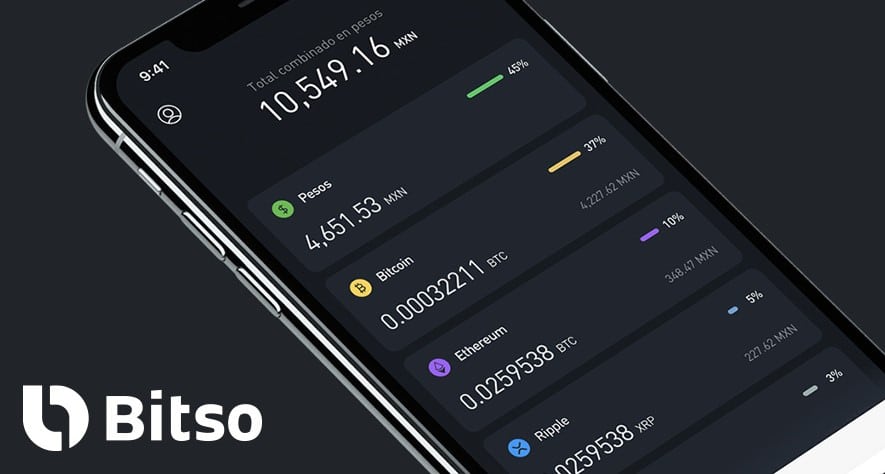 9:41
Total combinado en pesos
10,549.16 MXN
45%
Pesos
4,651.53 MXN
37%
Bitcoin
4,227.62 MXN
0.00032211 BTC
10%
Ethereum
348.47 MXN
0.0259538 BTC
5%
Ripple
227.62 MXN
0259538 XRP
3%
Bitso